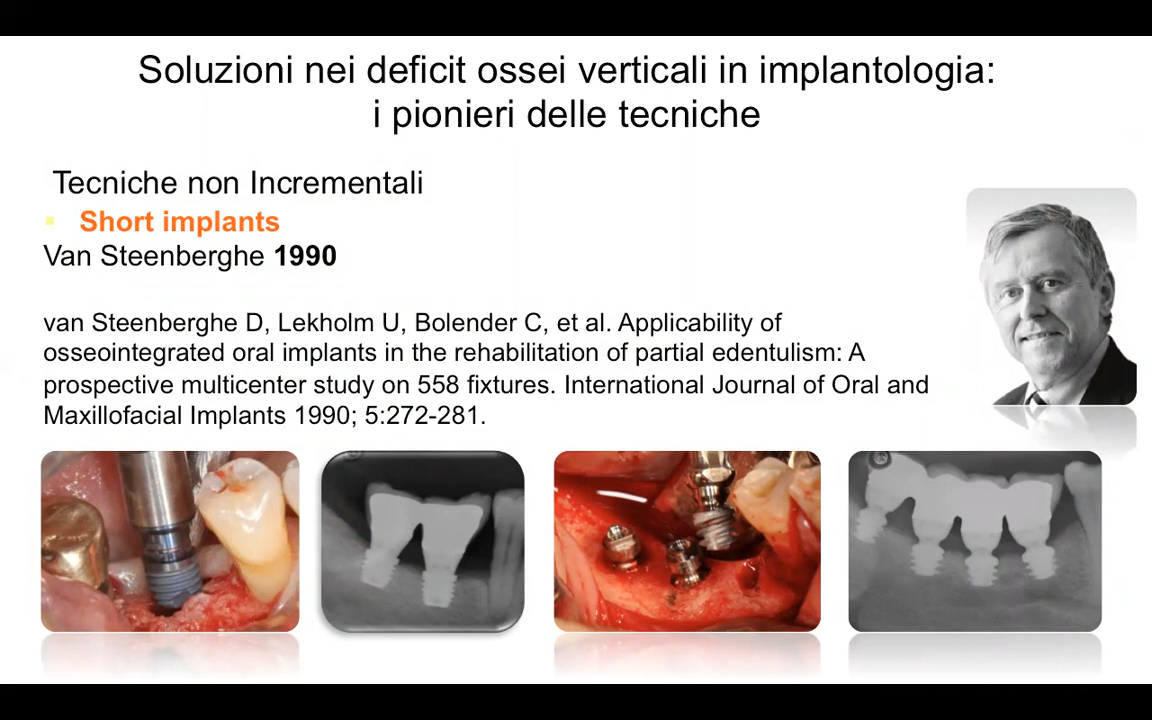 Soluzioni nei deficit ossei verticali in implantologia:
i pionieri delle tecniche
Tecniche non Incrementali
▪ Short implants
Van Steenberghe 1990
van Steenberghe D, Lekholm U, Bolender C, et al. Applicability of
osseointegrated oral implants in the rehabilitation of partial edentulism: A
prospective multicenter study on 558 fixtures. International Journal of Oral and
Maxillofacial Implants 1990; 5:272-281.